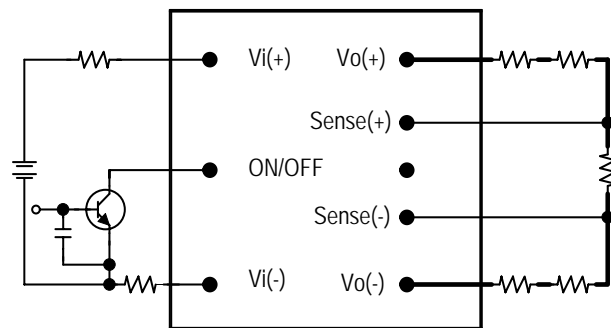 Vi(+) Vo(+)
Sense(+)
ON/OFF
Sense(-)
Vi(-) Vo(-)